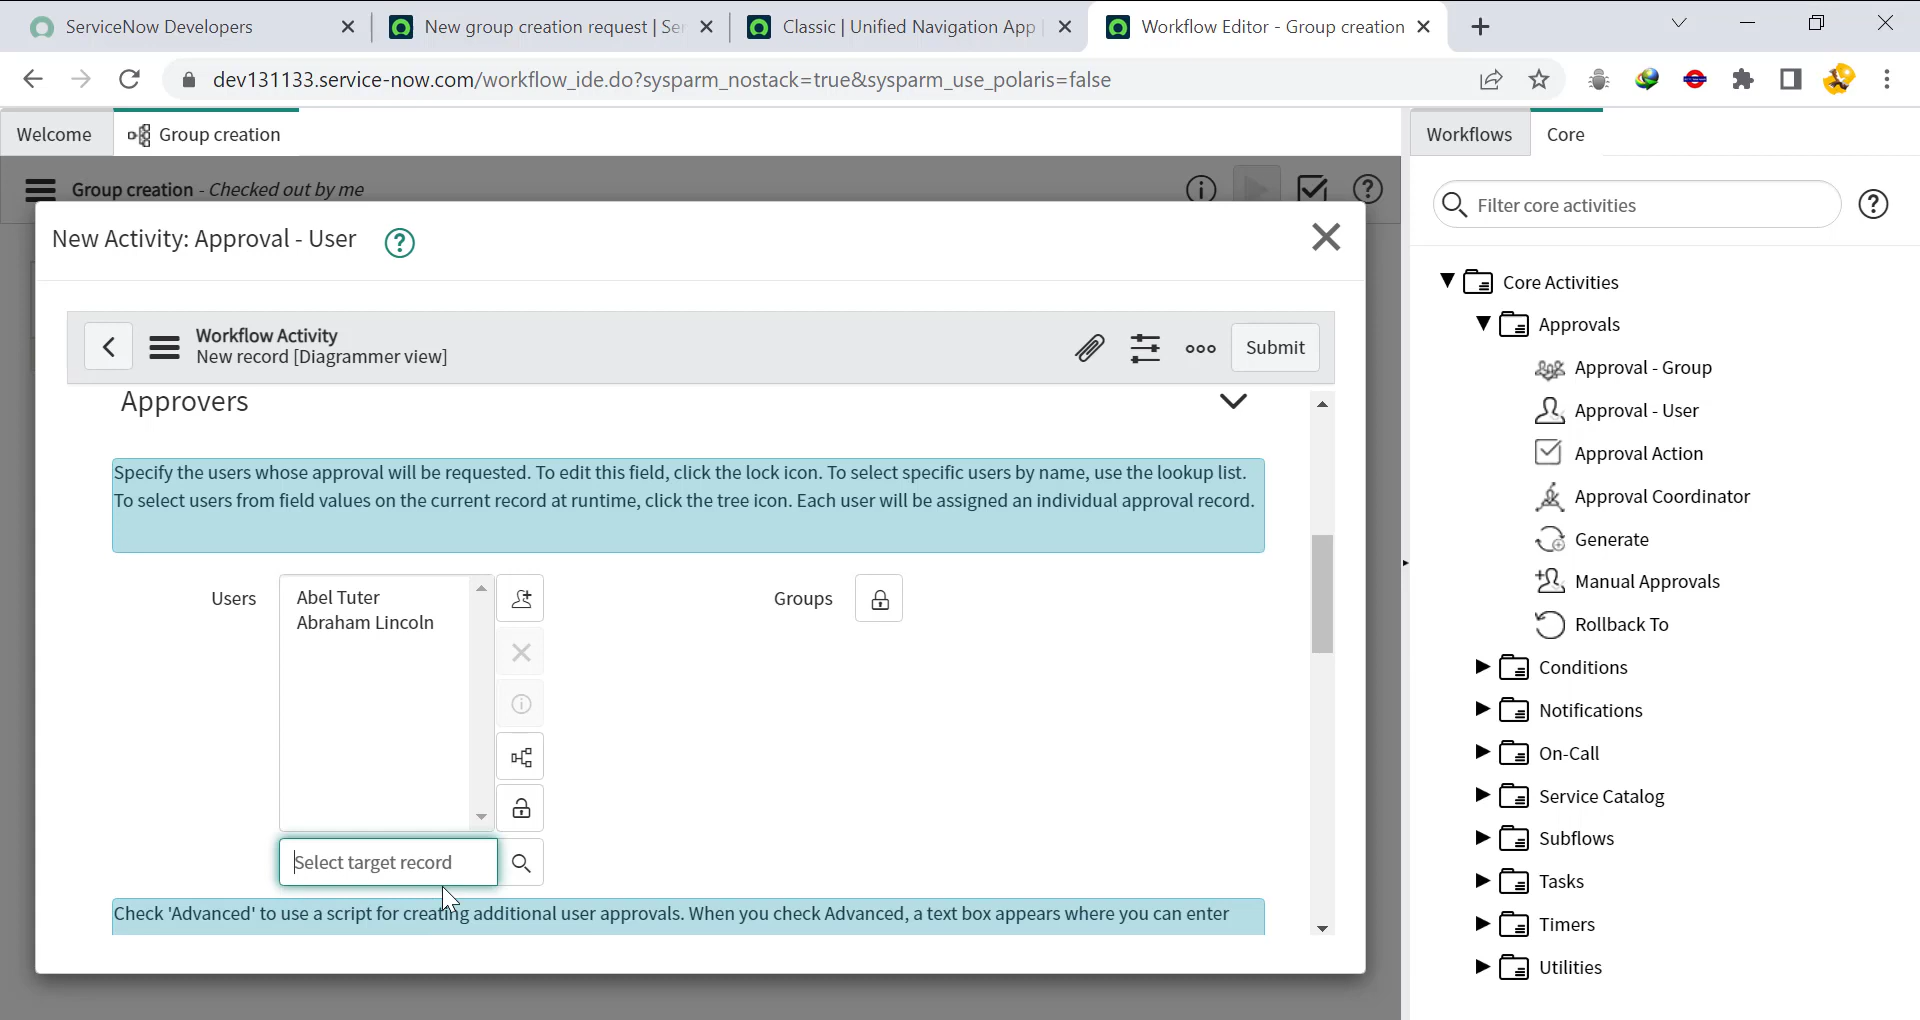 ServiceNow Developers
New group creation request | Ser
Classic | Unified Navigation App
Workflow Editor - Group creation
dev131133.service-now.com/workflow_ide.do?sysparm_nostack=true&sysparm_use_polaris=false
Welcome
Group creation
Workflows
Core
Group creation - Checked out by me
Filter core activities
New Activity: Approval - User
Workflow Activity
New record [Diagrammer view]
Submit
Approvers
Specify the users whose approval will be requested. To edit this field, click the lock icon. To select specific users by name, use the lookup list.
To select users from field values on the current record at runtime, click the tree icon. Each user will be assigned an individual approval record.
Users
Abel Tuter
Abraham Lincoln
Groups
Select target record
Check 'Advanced' to use a script for creating additional user approvals. When you check Advanced, a text box appears where you can enter
Core Activities
Approvals
Approval - Group
Approval - User
Approval Action
Approval Coordinator
Generate
Manual Approvals
Rollback To
Conditions
Notifications
On-Call
Service Catalog
Subflows
Tasks
Timers
Utilities